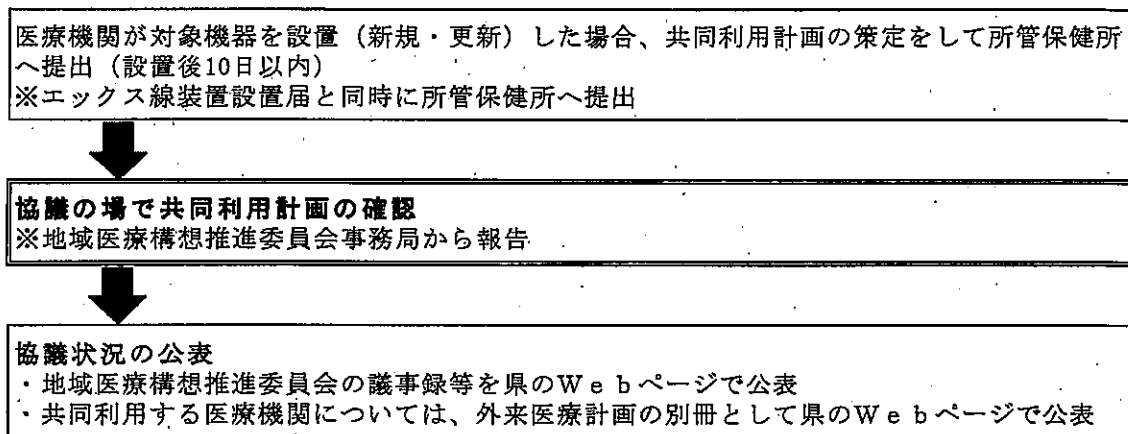 医療機関が対象機器を設置（新規・更新）した場合、共同利用計画の策定をして所管保健所
へ提出（設置後10日以内）
※エックス線装置設置届と同時に所管保健所へ提出
協議の場で共同利用計画の確認
※地域医療構想推進委員会事務局から報告
協議状況の公表
・地域医療構想推進委員会の議事録等を県のＷｅｂページで公表
・共同利用する医療機関については、外来医療計画の別冊として県のＷｅｂページで公表